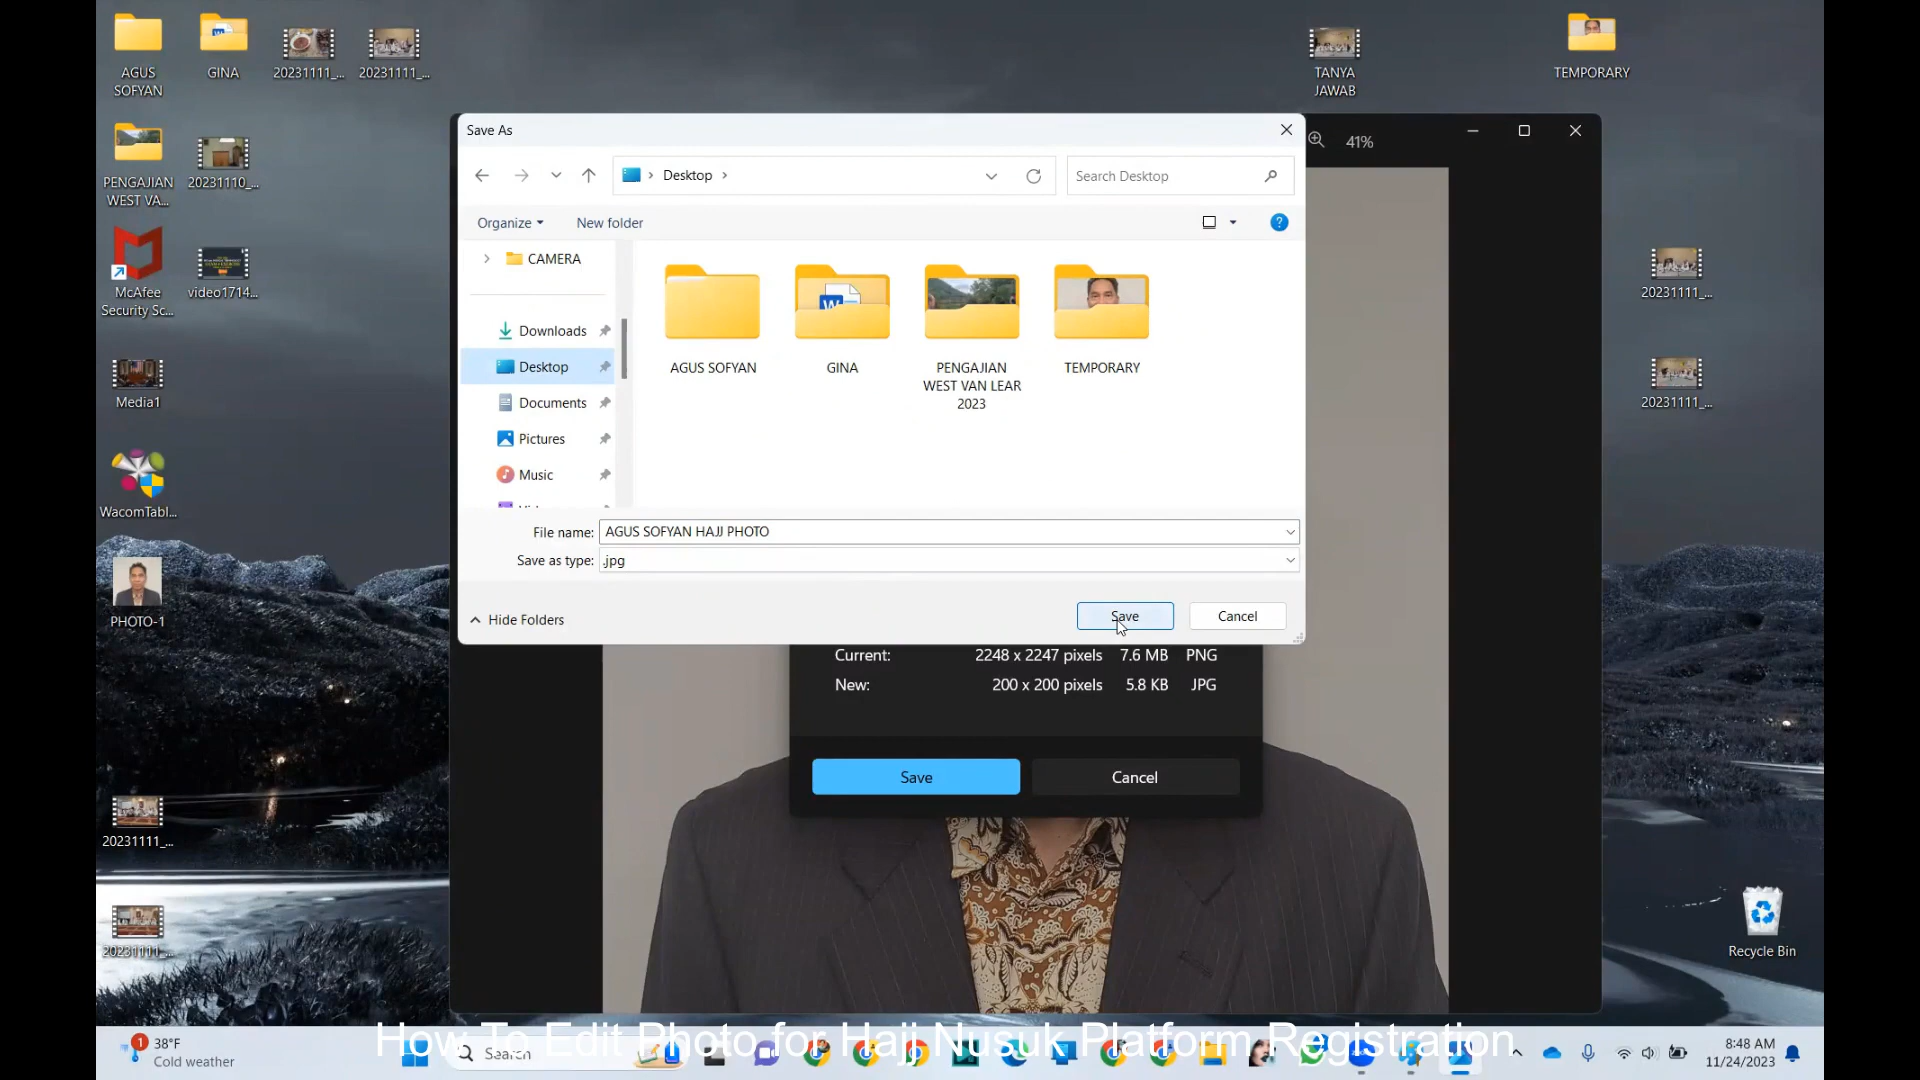 AGUS
SOFYAN
GINA
20231111_...
20231111_...
TANYA
JAWAB
TEMPORARY
PENGAJIAN
WEST VA...
20231110_...
McAfee
Security Sc...
video1714...
Media1
WacomTabl...
PHOTO-1
20231111_...
20231111_...
20231111_...
20231111_...
Recycle Bin
41%
Save As
Desktop
Search Desktop
Organize
New folder
CAMERA
Downloads
Desktop
Documents
Pictures
Music
AGUS SOFYAN
GINA
PENGAJIAN
WEST VAN LEAR
2023
TEMPORARY
File name: AGUS SOFYAN HAJJ PHOTO
Save as type: .jpg
Hide Folders
Save
Cancel
Current: 2248 x 2247 pixels 7.6 MB PNG
New: 200 x 200 pixels 5.8 KB JPG
Save
Cancel
How To Edit Photo for Hajj Nusuk Platform Registration
1
38°F
Cold weather
Search
8:48 AM
11/24/2023